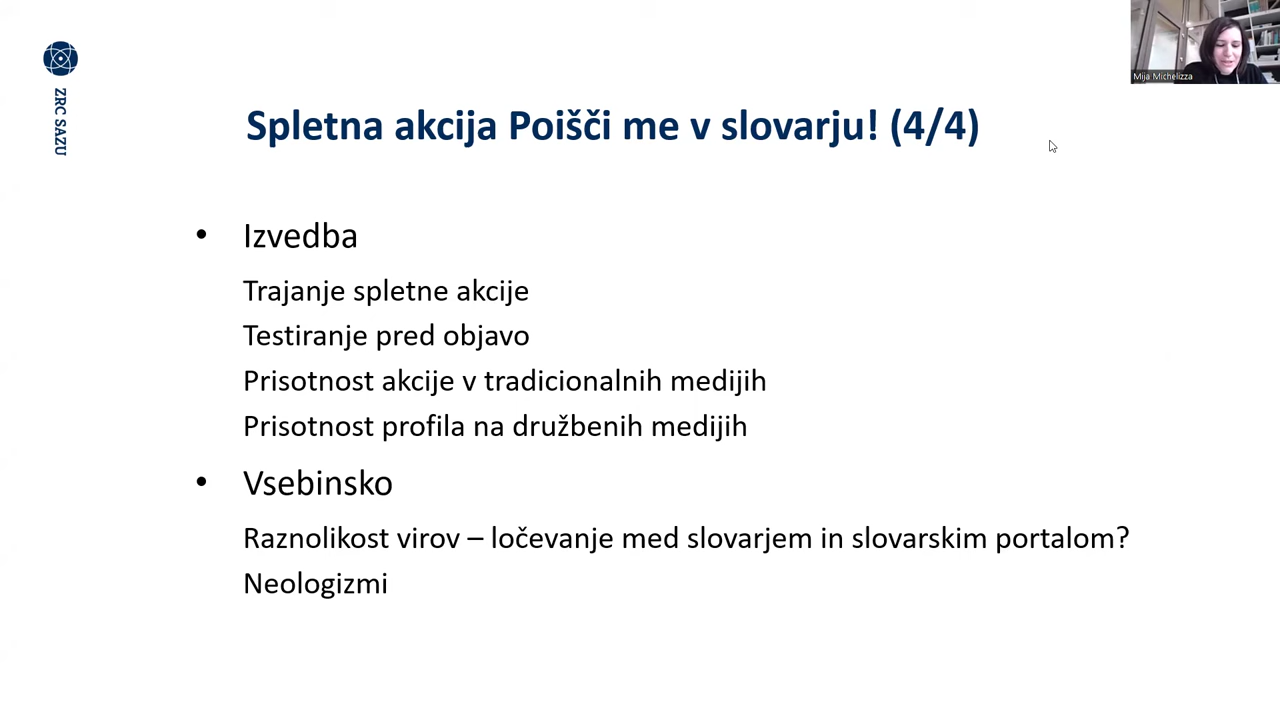 ZRC SAZU
Mija Michelizza
Spletna akcija Poišči me v slovarju! (4/4)
• Izvedba
Trajanje spletne akcije
Testiranje pred objavo
Prisotnost akcije v tradicionalnih medijih
Prisotnost profila na družbenih medijih
• Vsebinsko
Raznolikost virov – ločevanje med slovarjem in slovarskim portalom?
Neologizmi